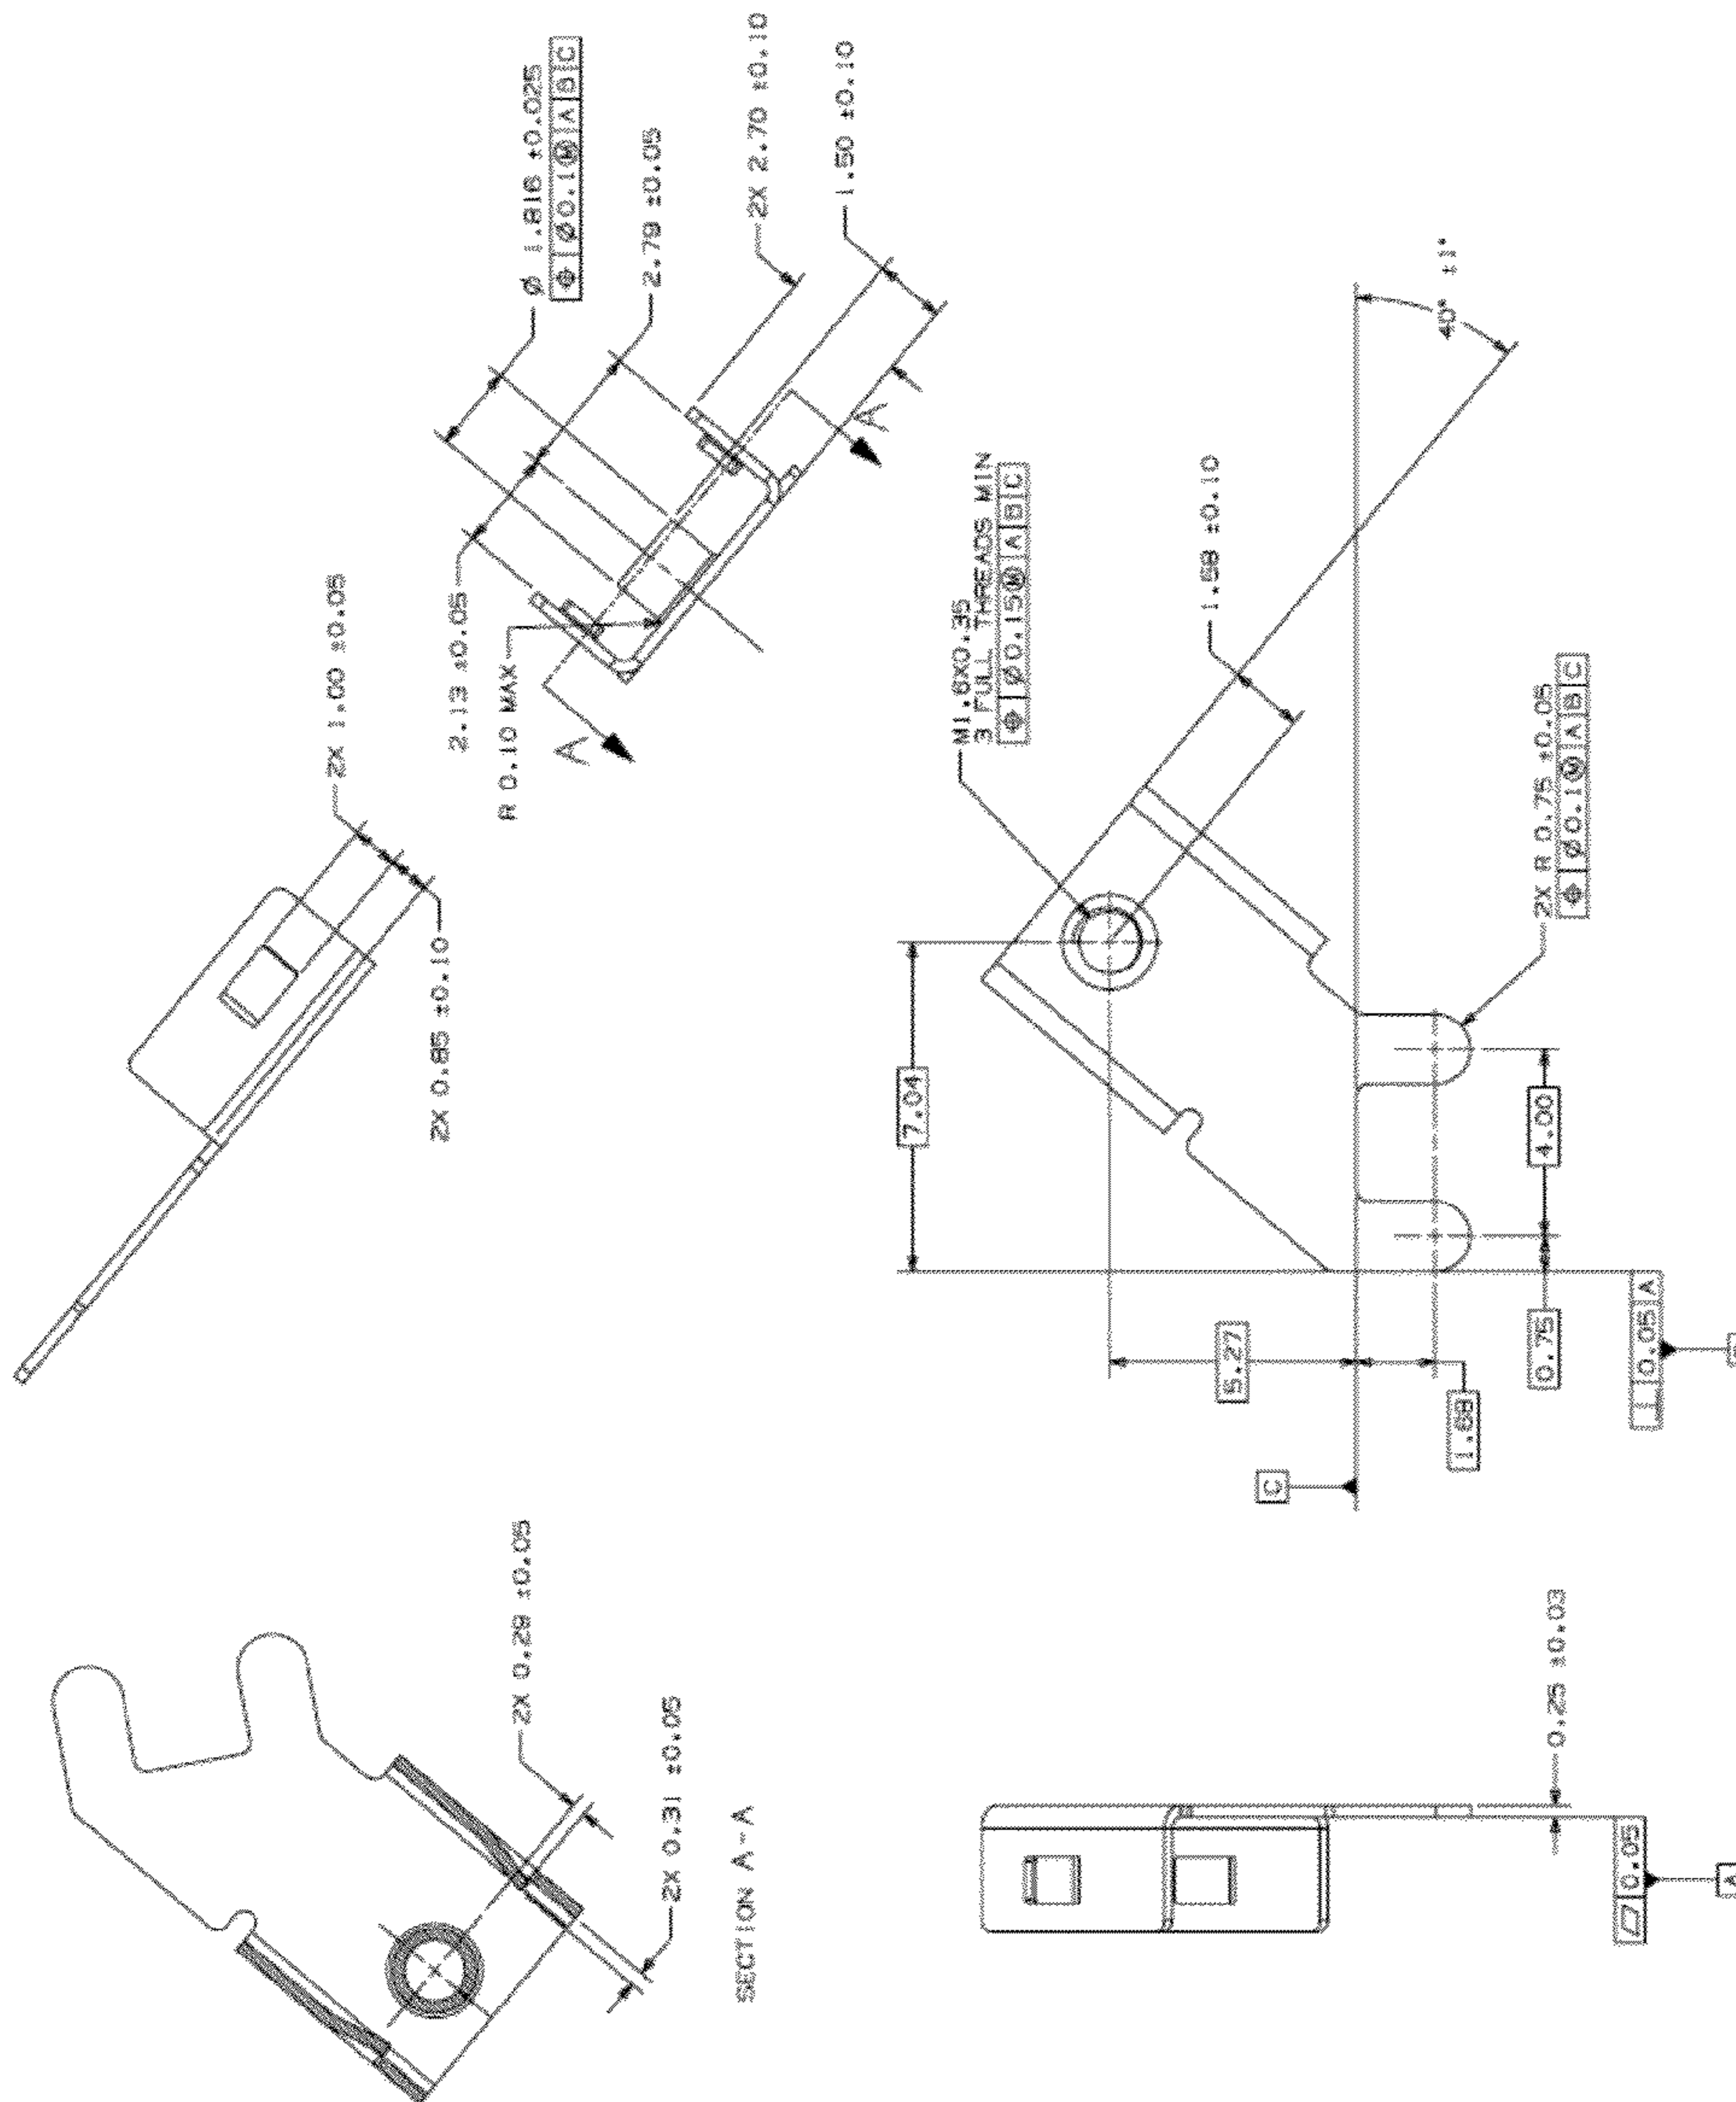 2X 1.00 ±0.05
2X 0.85 ±0.10
Ø 1.816 ±0.025
⌖ Ø0.1Ⓜ A B C
2.79 ±0.05
2X 2.70 ±0.10
1.50 ±0.10
2.13 ±0.05
R 0.10 MAX
A
A
M1.6X0.35
3 FULL THREADS MIN
⌖ Ø0.15Ⓜ A B C
1.58 ±0.10
40° ±1°
7.04
5.27
1.68
C
2X R 0.75 ±0.05
⌖ Ø0.1Ⓜ A B C
4.00
0.75
⊥ 0.05 A
2X 0.28 ±0.05
2X 0.31 ±0.05
SECTION A-A
0.25 ±0.03
⏥ 0.05
A